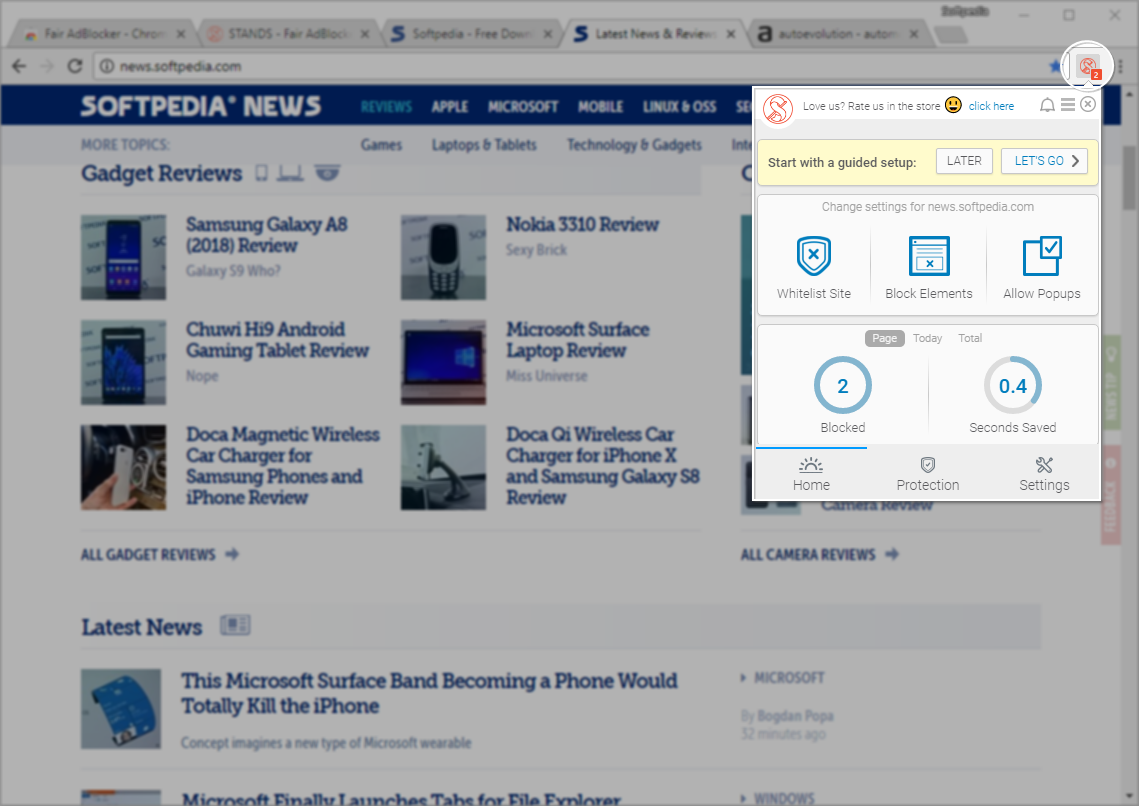 Softpedia
Fair AdBlocker - Chrom
STANDS - Fair AdBlock
Softpedia - Free Down
Latest News & Reviews
autoevolution - autom
news.softpedia.com
2
SOFTPEDIA® NEWS
REVIEWS
APPLE
MICROSOFT
MOBILE
LINUX & OSS
MORE TOPICS:
Games
Laptops & Tablets
Technology & Gadgets
Gadget Reviews
Samsung Galaxy A8
(2018) Review
Galaxy S9 Who?
Nokia 3310 Review
Sexy Brick
Chuwi Hi9 Android
Gaming Tablet Review
Nope
Microsoft Surface
Laptop Review
Miss Universe
Doca Magnetic Wireless
Car Charger for
Samsung Phones and
iPhone Review
Doca Qi Wireless Car
Charger for iPhone X
and Samsung Galaxy S8
Review
Camera Review
ALL GADGET REVIEWS
ALL CAMERA REVIEWS
Latest News
This Microsoft Surface Band Becoming a Phone Would
Totally Kill the iPhone
Concept imagines a new type of Microsoft wearable
MICROSOFT
By Bogdan Popa
32 minutes ago
Microsoft Finally Launches Tabs for File Explorer
WINDOWS
Love us? Rate us in the store click here
Start with a guided setup:
LATER
LET'S GO
Change settings for news.softpedia.com
Whitelist Site
Block Elements
Allow Popups
Page
Today
Total
2
Blocked
0.4
Seconds Saved
Home
Protection
Settings
NEWS TIP
FEEDBACK